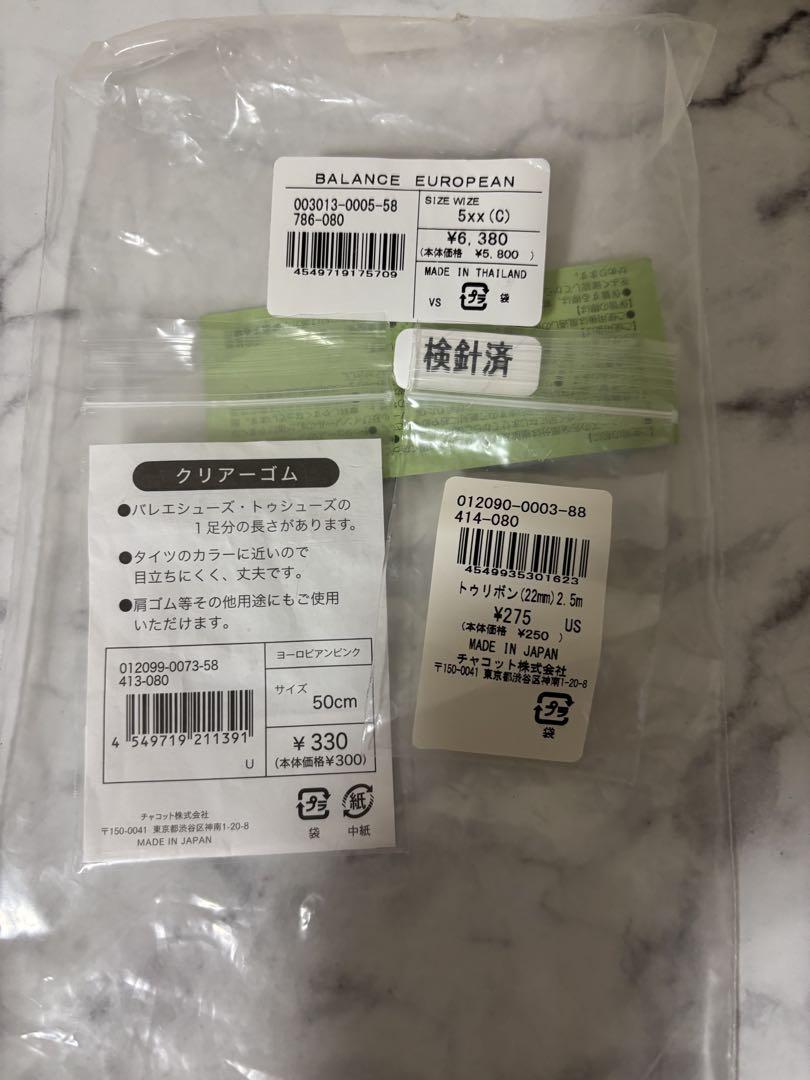 BALANCE EUROPEAN
003013-0005-58
786-080
4549719175709
SIZE WIZE
5xx(C)
¥6,380
(本体価格 ¥5,800 )
MADE IN THAILAND
VS
プラ
袋
検針済
クリアーゴム
●バレエシューズ・トゥシューズの
1足分の長さがあります。
●タイツのカラーに近いので
目立ちにくく、丈夫です。
●肩ゴム等その他用途にもご使用
いただけます。
012099-0073-58
413-080
4 549719 211391
U
ヨーロピアンピンク
サイズ
50cm
¥330
(本体価格¥300)
チャコット株式会社
〒150-0041 東京都渋谷区神南1-20-8
MADE IN JAPAN
プラ
袋
紙
中紙
012090-0003-88
414-080
4549935301623
トゥリボン(22mm)2.5m
¥275
US
(本体価格 ¥250 )
MADE IN JAPAN
チャコット株式会社
〒150-0041 東京都渋谷区神南1-20-8
プラ
袋